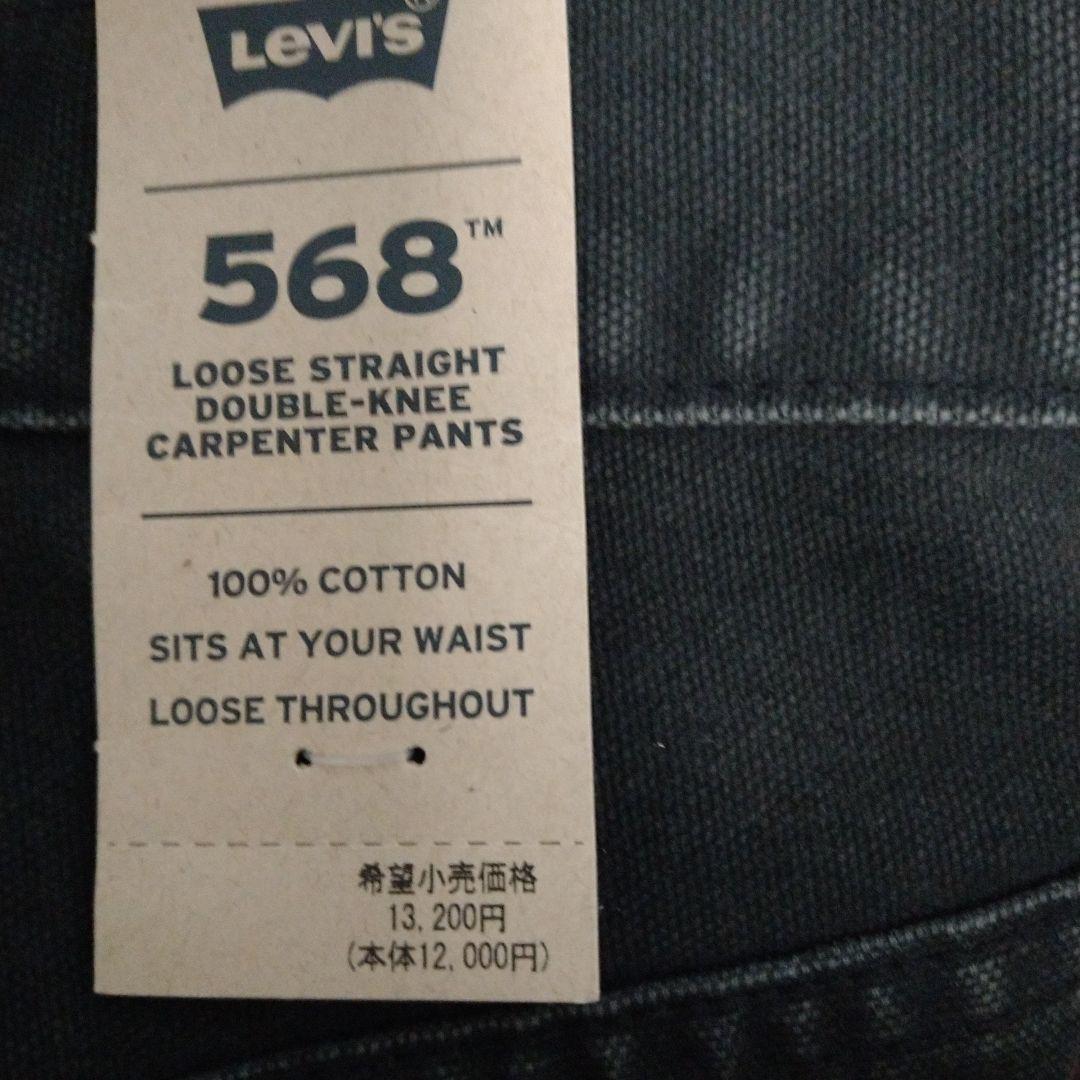 LEVI'S®
568™
LOOSE STRAIGHT
DOUBLE-KNEE
CARPENTER PANTS
100% COTTON
SITS AT YOUR WAIST
LOOSE THROUGHOUT
希望小売価格
13,200円
(本体12,000円)